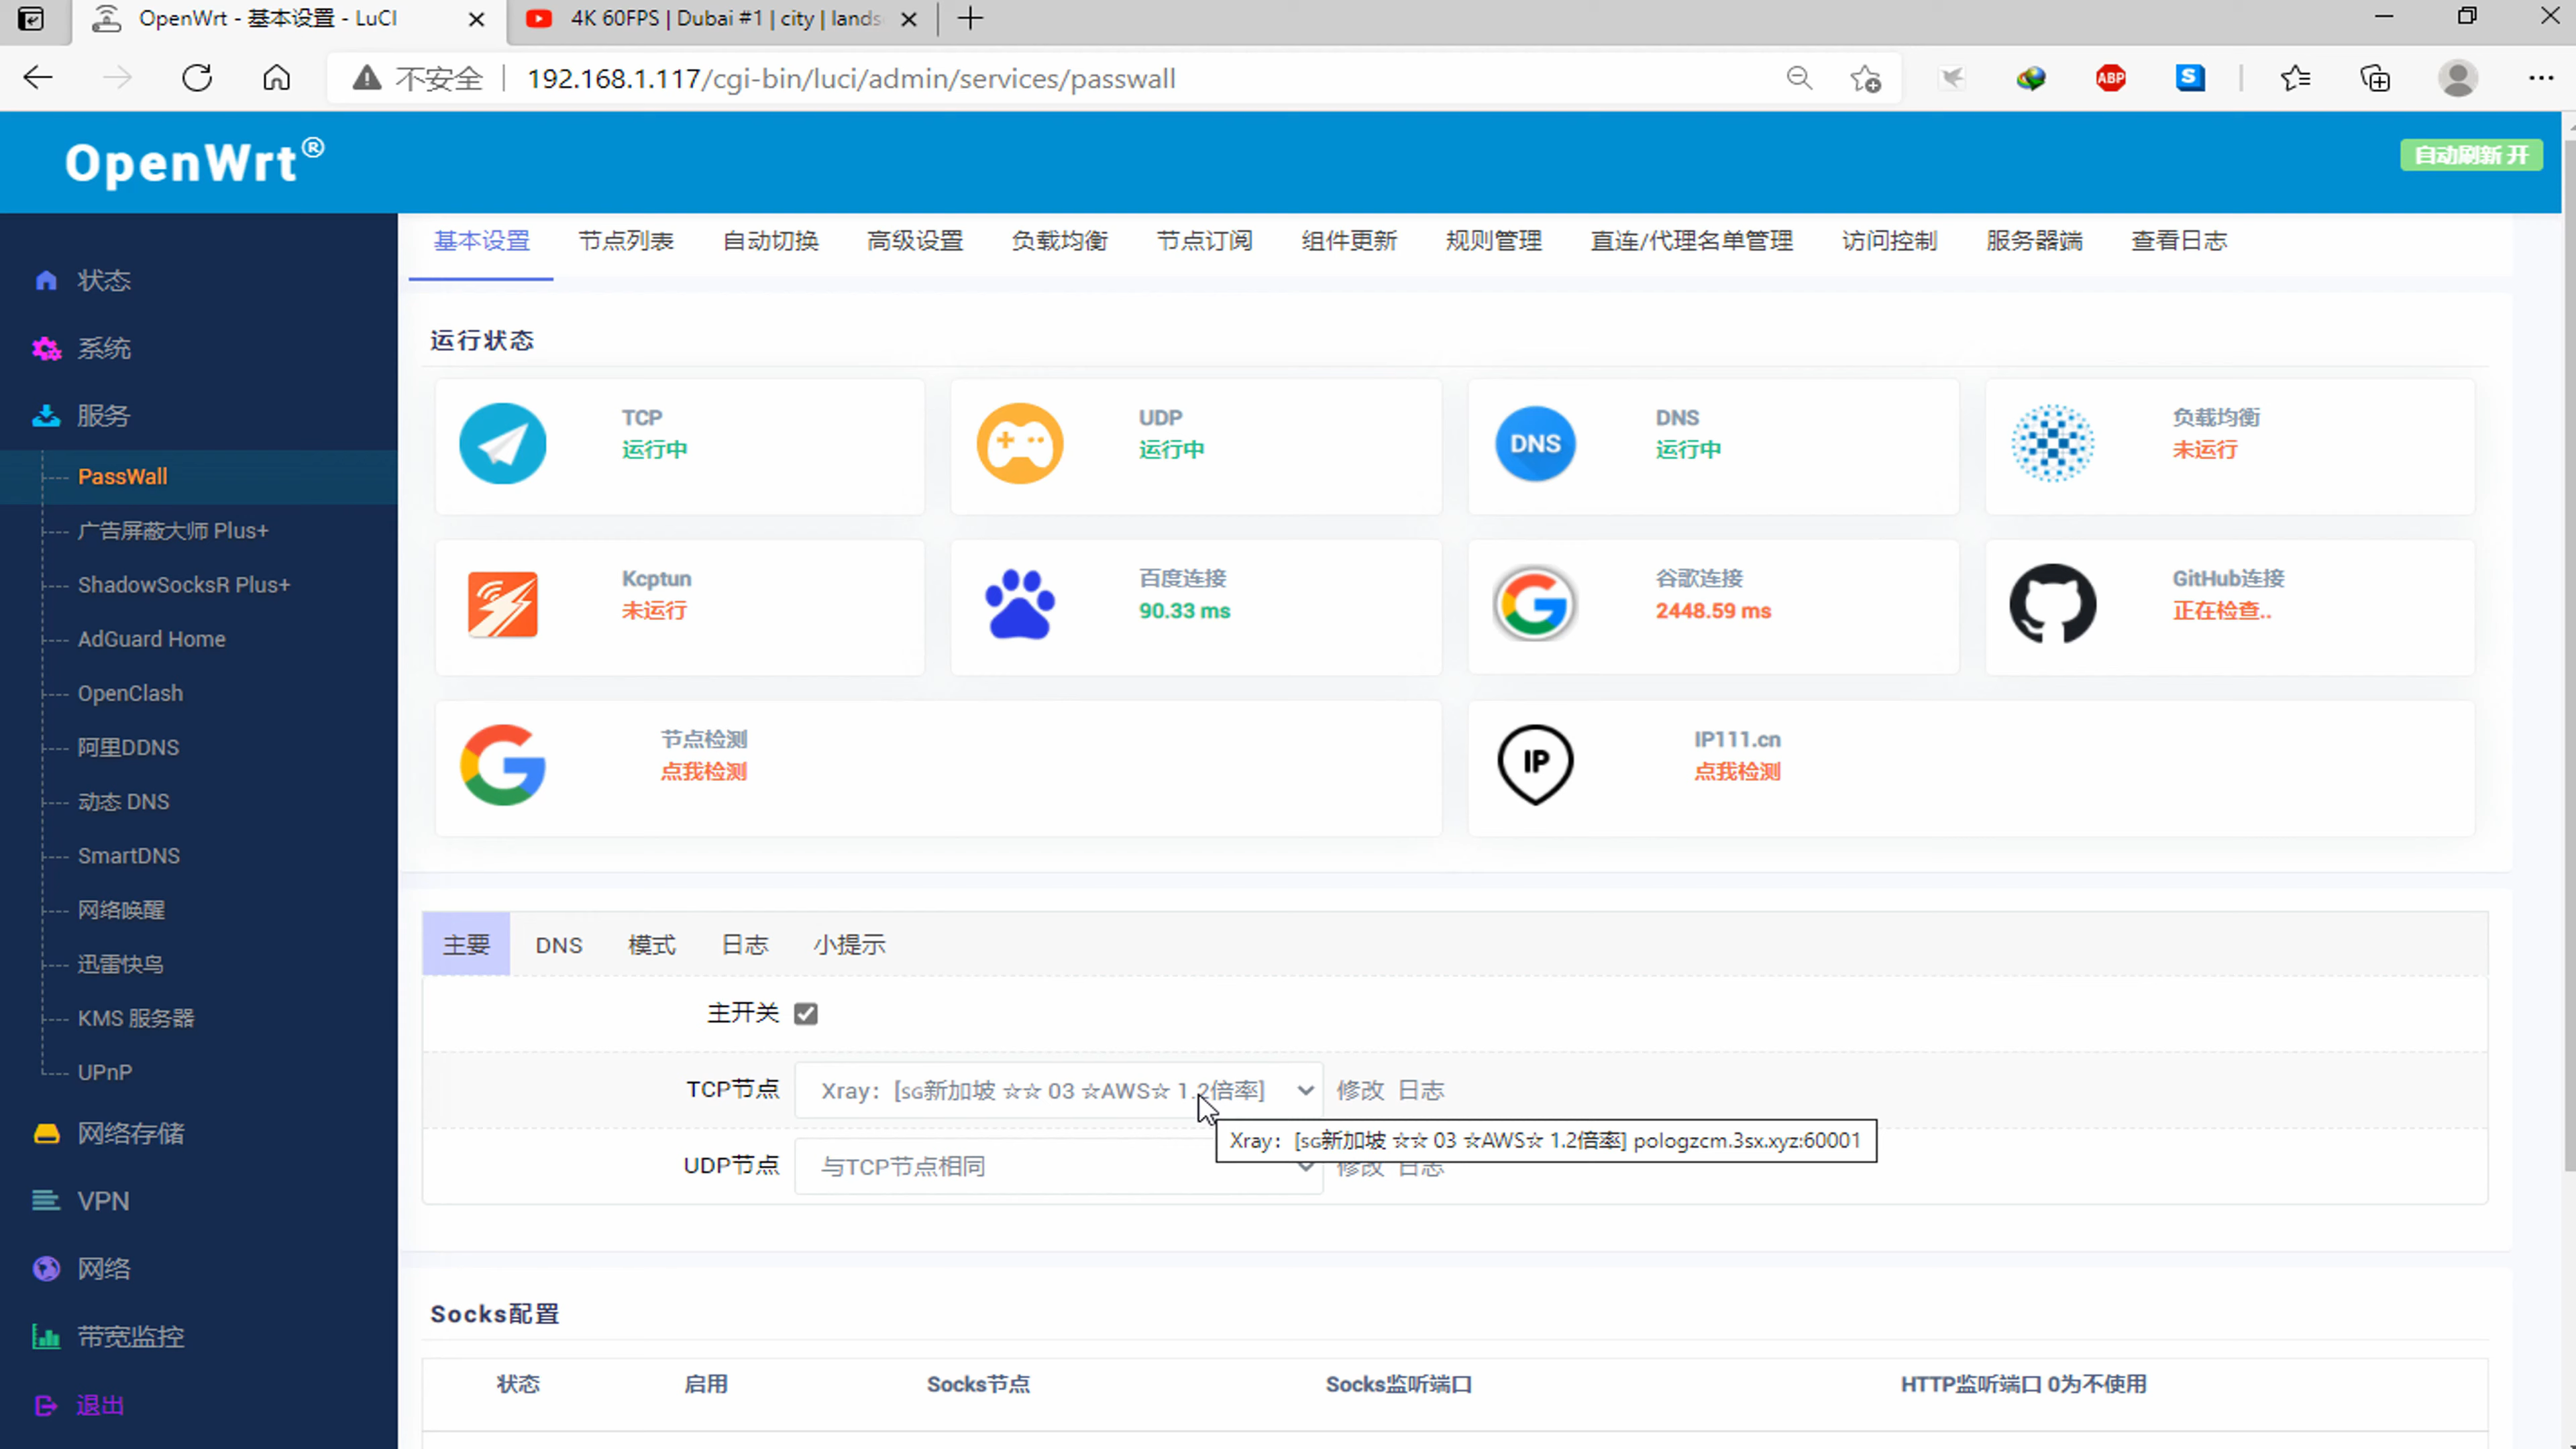 OpenWrt - 基本设置 - LuCI
4K 60FPS | Dubai #1 | city | lands
不安全
192.168.1.117/cgi-bin/luci/admin/services/passwall
ABP
S
OpenWrt®
自动刷新 开
状态
系统
服务
PassWall
广告屏蔽大师 Plus+
ShadowSocksR Plus+
AdGuard Home
OpenClash
阿里DDNS
动态 DNS
SmartDNS
网络唤醒
迅雷快鸟
KMS 服务器
UPnP
网络存储
VPN
网络
带宽监控
退出
基本设置 节点列表 自动切换 高级设置 负载均衡 节点订阅 组件更新 规则管理 直连/代理名单管理 访问控制 服务器端 查看日志
运行状态
TCP
运行中
UDP
运行中
DNS
DNS
运行中
负载均衡
未运行
Kcptun
未运行
百度连接
90.33 ms
谷歌连接
2448.59 ms
GitHub连接
正在检查..
节点检测
点我检测
IP
IP111.cn
点我检测
主要 DNS 模式 日志 小提示
主开关
TCP节点 Xray：[sɢ新加坡 ☆☆ 03 ☆AWS☆ 1.2倍率] 修改 日志
Xray：[sɢ新加坡 ☆☆ 03 ☆AWS☆ 1.2倍率] pologzcm.3sx.xyz:60001
UDP节点 与TCP节点相同 修改 日志
Socks配置
状态 启用 Socks节点 Socks监听端口 HTTP监听端口 0为不使用